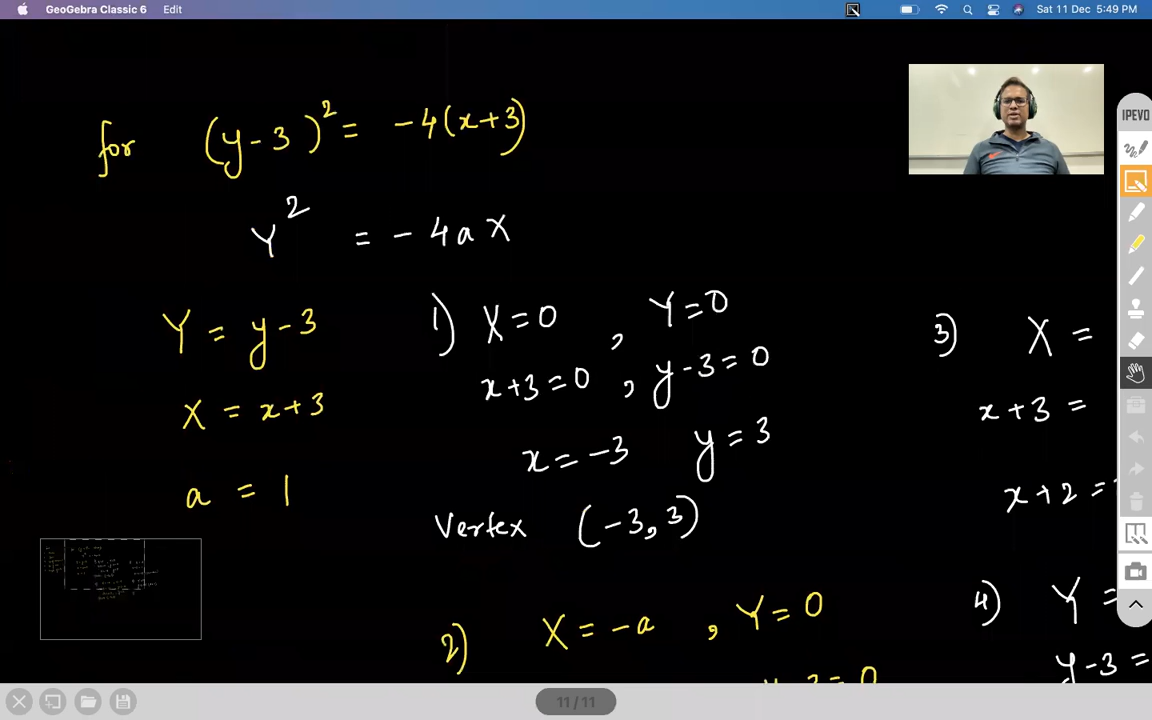 GeoGebra Classic 6 Edit Sat 11 Dec 5:49 PM
IPEVO
for (y-3)² = -4(x+3)
Y² = -4aX
Y = y-3
X = x+3
a = 1
1) X=0 , Y=0
x+3=0 , y-3=0
x=-3 y=3
Vertex (-3,3)
2) X=-a , Y=0
3) X =
x+3 =
x+2 =
4) Y =
y-3 =
11/11